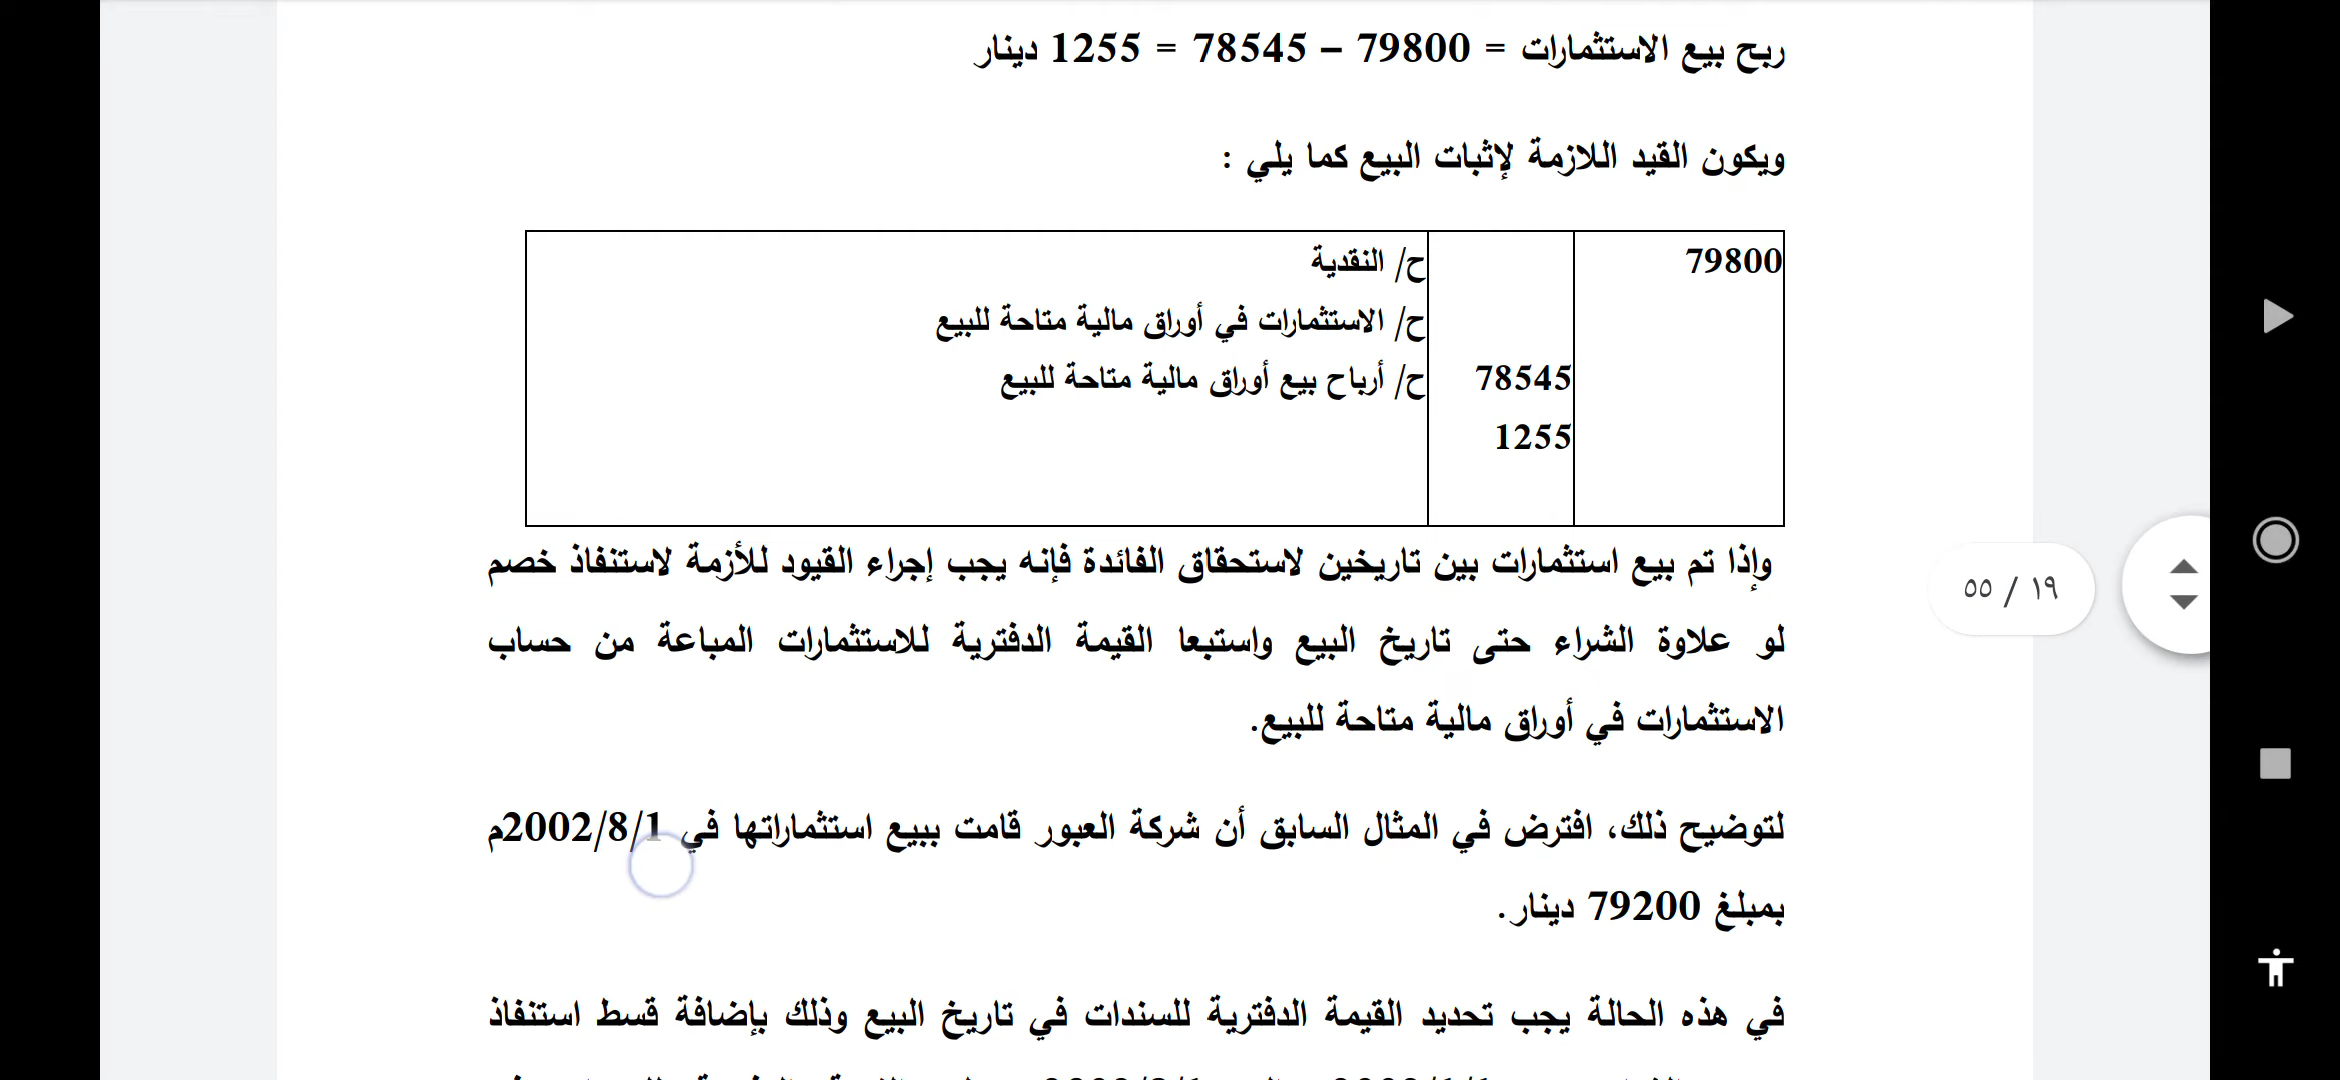 ربح بيع الاستثمارات = 79800 – 78545 = 1255 دينار
ويكون القيد اللازمة لإثبات البيع كما يلي :
79800 ح/ النقدية
ح/ الاستثمارات في أوراق مالية متاحة للبيع
78545 ح/ أرباح بيع أوراق مالية متاحة للبيع
1255
وإذا تم بيع استثمارات بين تاريخين لاستحقاق الفائدة فإنه يجب إجراء القيود للأزمة لاستنفاذ خصم
لو علاوة الشراء حتى تاريخ البيع واستبعا القيمة الدفترية للاستثمارات المباعة من حساب
الاستثمارات في أوراق مالية متاحة للبيع.
١٩ / ٥٥
لتوضيح ذلك، افترض في المثال السابق أن شركة العبور قامت ببيع استثماراتها في 2002/8/1م
بمبلغ 79200 دينار.
في هذه الحالة يجب تحديد القيمة الدفترية للسندات في تاريخ البيع وذلك بإضافة قسط استنفاذ